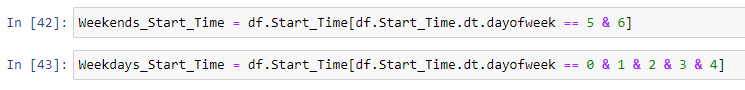 In [42]: Weekends_Start_Time = df.Start_Time[df.Start_Time.dt.dayofweek == 5 & 6]
In [43]: Weekdays_Start_Time = df.Start_Time[df.Start_Time.dt.dayofweek == 0 & 1 & 2 & 3 & 4]